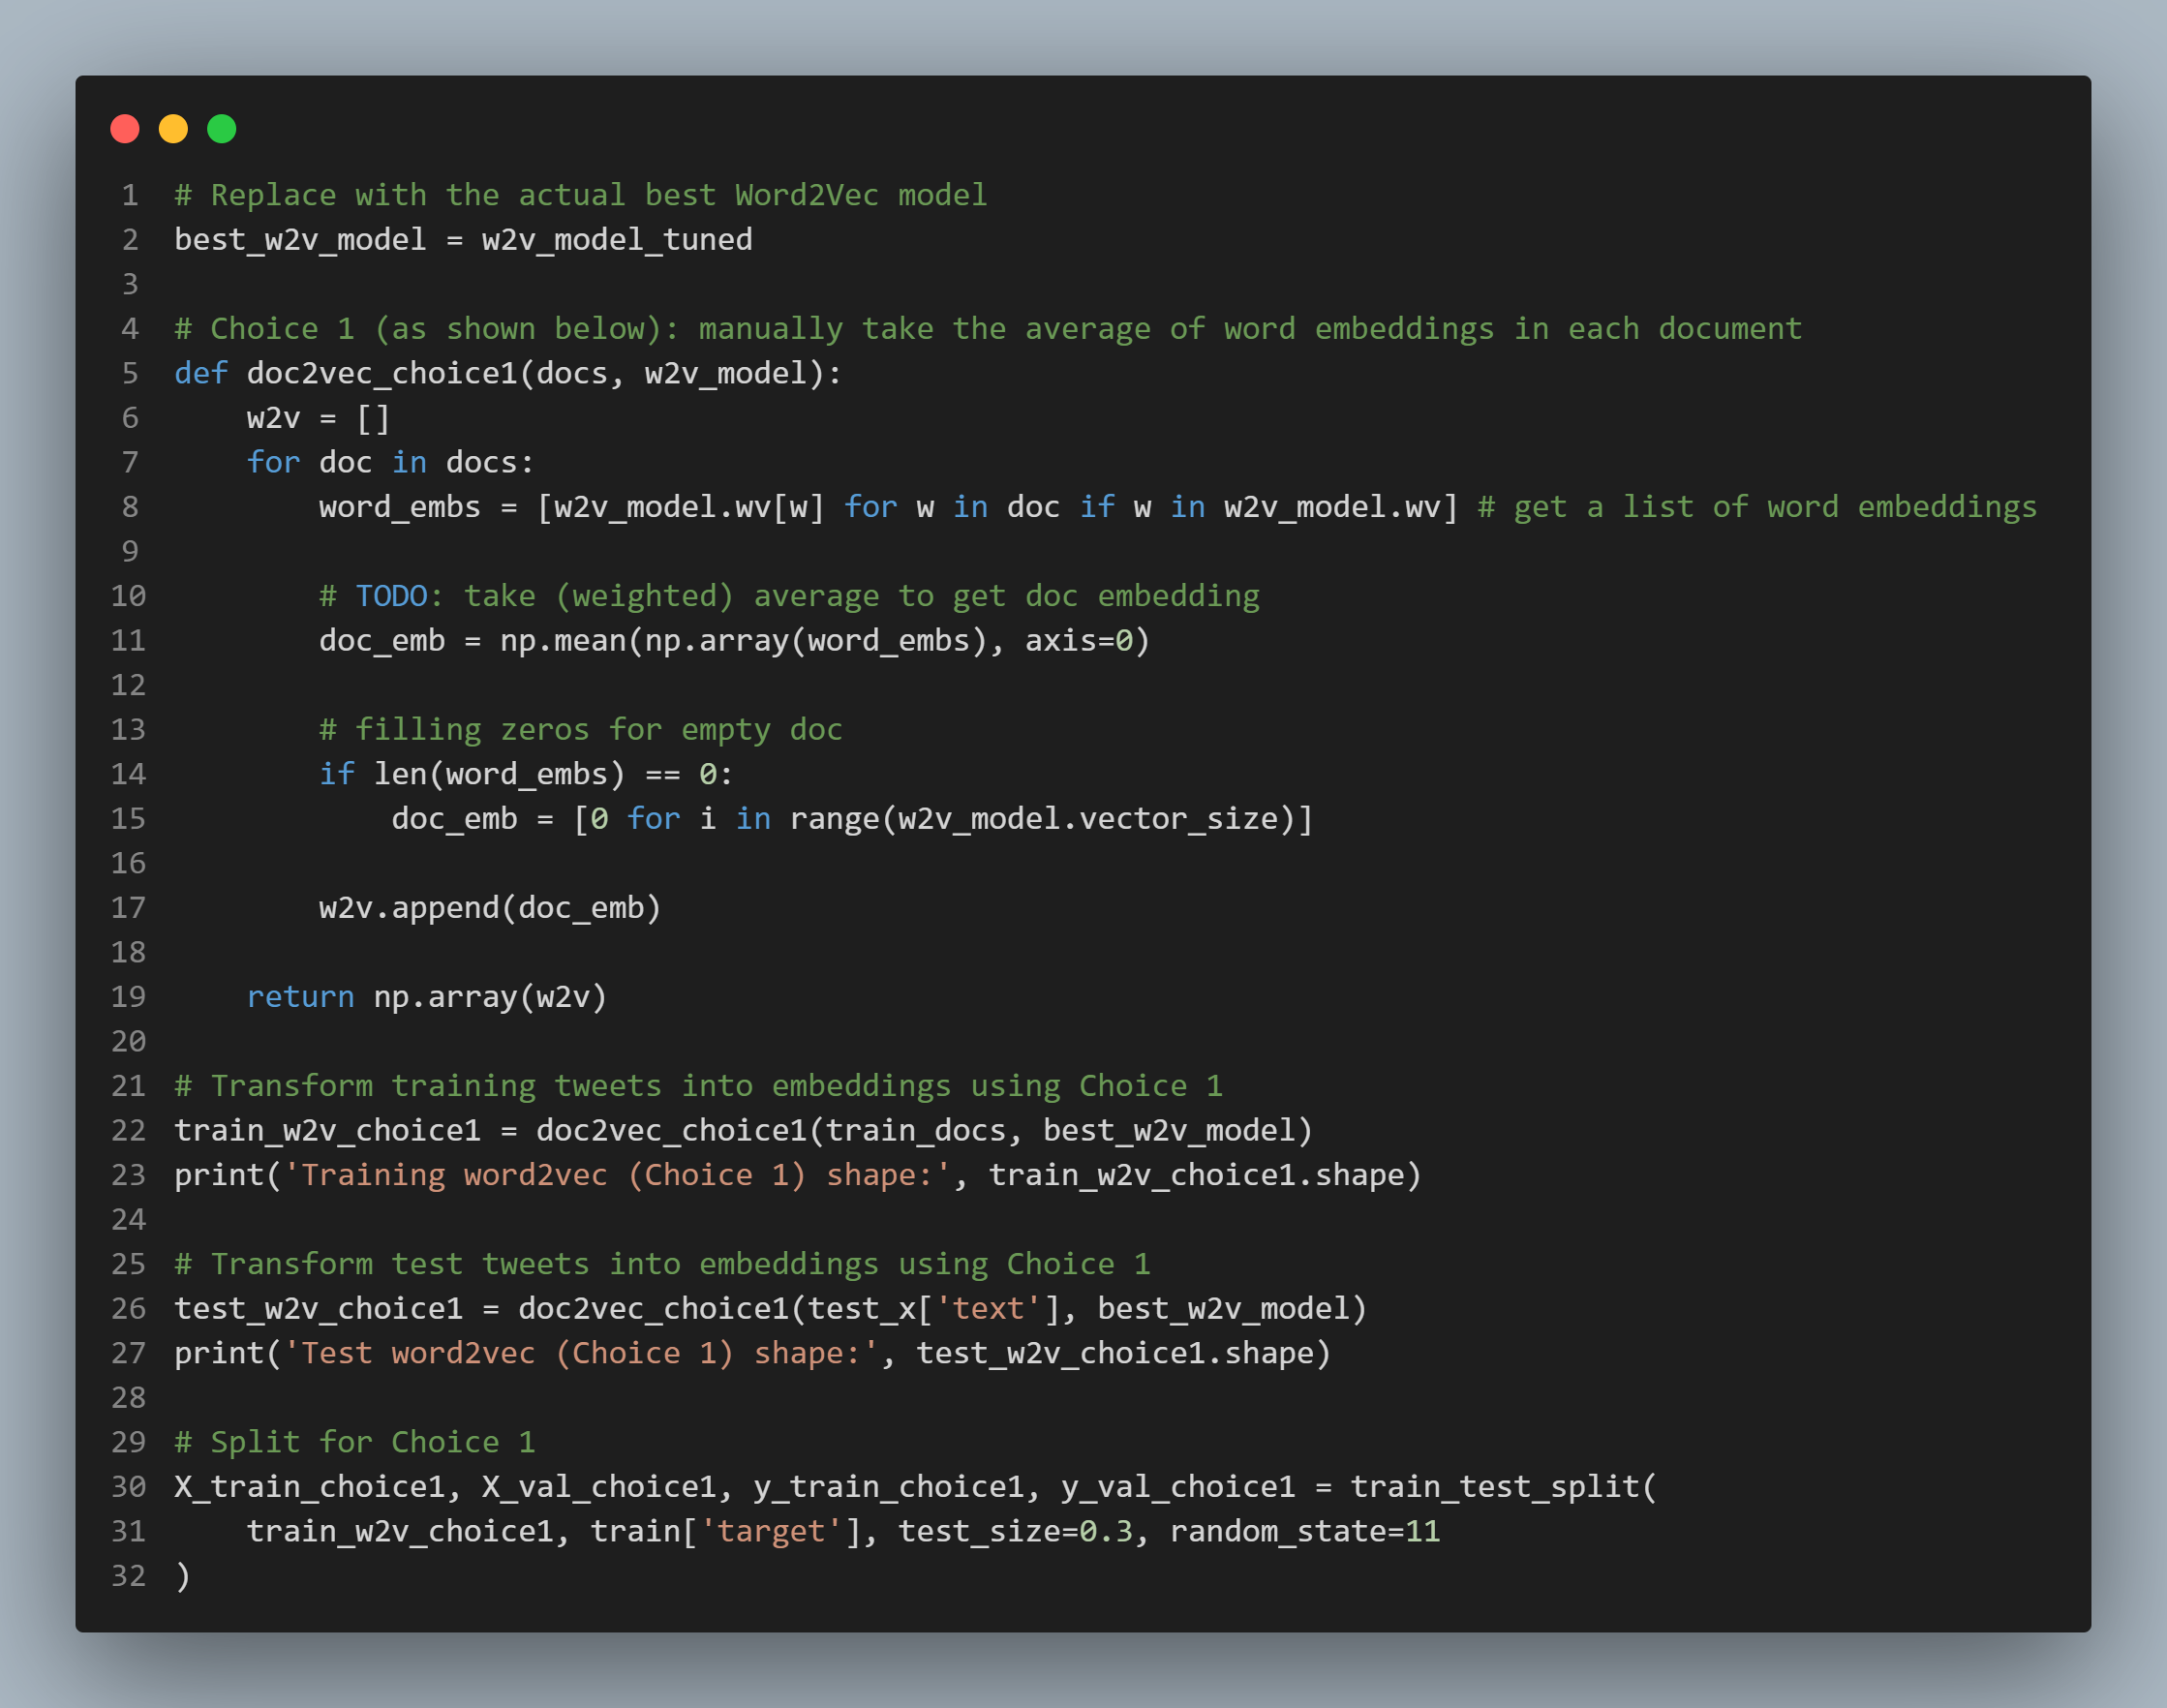 1 # Replace with the actual best Word2Vec model
2 best_w2v_model = w2v_model_tuned
3
4 # Choice 1 (as shown below): manually take the average of word embeddings in each document
5 def doc2vec_choice1(docs, w2v_model):
6     w2v = []
7     for doc in docs:
8         word_embs = [w2v_model.wv[w] for w in doc if w in w2v_model.wv] # get a list of word embeddings
9
10         # TODO: take (weighted) average to get doc embedding
11         doc_emb = np.mean(np.array(word_embs), axis=0)
12
13         # filling zeros for empty doc
14         if len(word_embs) == 0:
15             doc_emb = [0 for i in range(w2v_model.vector_size)]
16
17         w2v.append(doc_emb)
18
19     return np.array(w2v)
20
21 # Transform training tweets into embeddings using Choice 1
22 train_w2v_choice1 = doc2vec_choice1(train_docs, best_w2v_model)
23 print('Training word2vec (Choice 1) shape:', train_w2v_choice1.shape)
24
25 # Transform test tweets into embeddings using Choice 1
26 test_w2v_choice1 = doc2vec_choice1(test_x['text'], best_w2v_model)
27 print('Test word2vec (Choice 1) shape:', test_w2v_choice1.shape)
28
29 # Split for Choice 1
30 X_train_choice1, X_val_choice1, y_train_choice1, y_val_choice1 = train_test_split(
31     train_w2v_choice1, train['target'], test_size=0.3, random_state=11
32 )